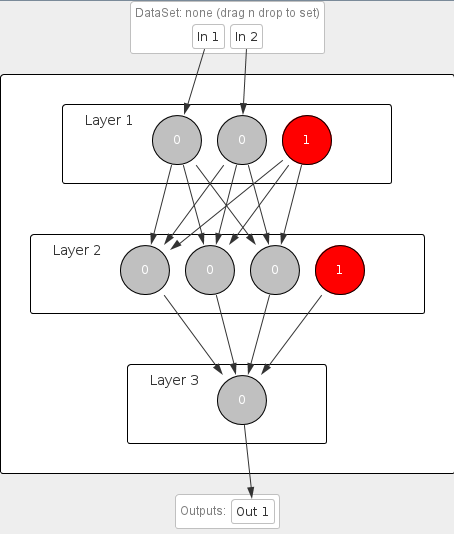 DataSet: none (drag n drop to set)
In 1 In 2
Layer 1 0 0 1
Layer 2 0 0 0 1
Layer 3 0
Outputs: Out 1